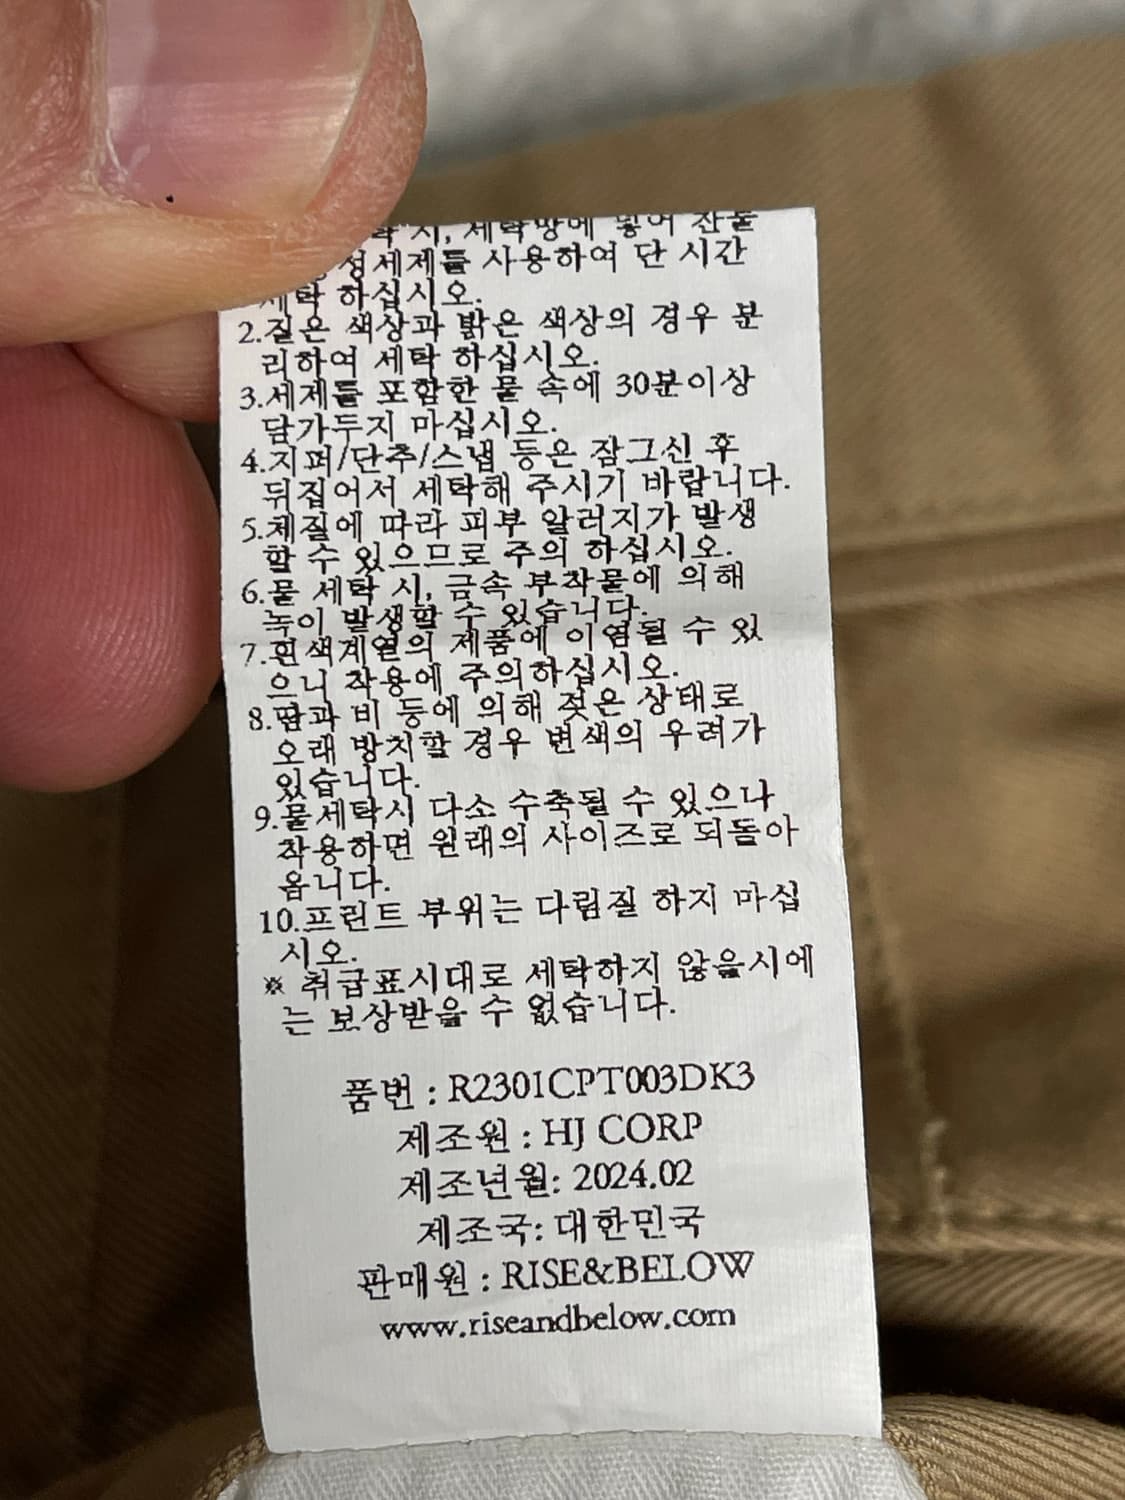 시, 세탁망에 넣어 찬물
성세제를 사용하여 단 시간
세탁 하십시오.
2.짙은 색상과 밝은 색상의 경우 분
리하여 세탁 하십시오.
3.세제를 포함한 물 속에 30분이상
담가두지 마십시오.
4.지퍼/단추/스냅 등은 잠그신 후
뒤집어서 세탁해 주시기 바랍니다.
5.체질에 따라 피부 알러지가 발생
할 수 있으므로 주의 하십시오.
6.물 세탁 시, 금속 부착물에 의해
녹이 발생할 수 있습니다.
7.흰색계열의 제품에 이염될 수 있
으니 착용에 주의하십시오.
8.땀과 비 등에 의해 젖은 상태로
오래 방치할 경우 변색의 우려가
있습니다.
9.물세탁시 다소 수축될 수 있으나
착용하면 원래의 사이즈로 되돌아
옵니다.
10.프린트 부위는 다림질 하지 마십
시오.
※ 취급표시대로 세탁하지 않을시에
는 보상받을 수 없습니다.
품번 : R2301CPT003DK3
제조원 : HJ CORP
제조년월: 2024.02
제조국: 대한민국
판매원 : RISE&BELOW
www.riseandbelow.com